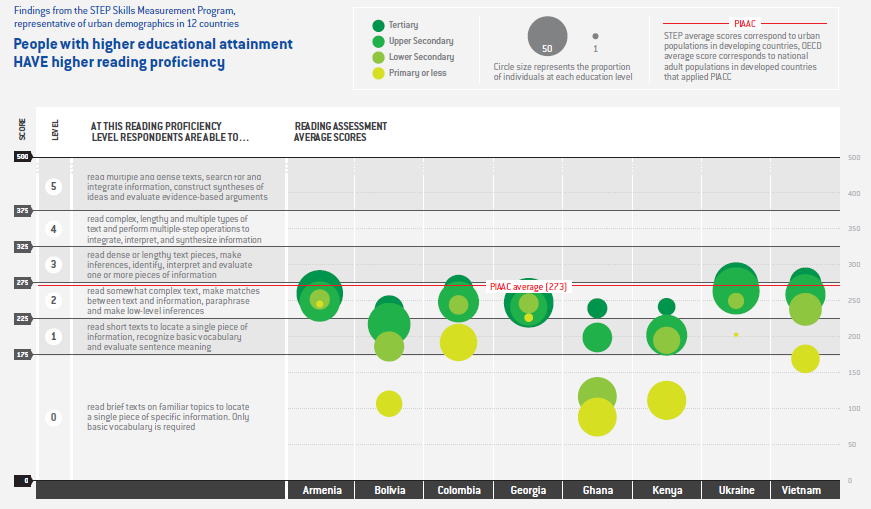 Findings from the STEP Skills Measurement Program,
representative of urban demographics in 12 countries
People with higher educational attainment
HAVE higher reading proficiency
Tertiary
Upper Secondary
Lower Secondary
Primary or less
50
1
Circle size represents the proportion
of individuals at each education level
PIAAC
STEP average scores correspond to urban
populations in developing countries, OECD
average score corresponds to national
adult populations in developed countries
that applied PIACC
SCORE
LEVEL
AT THIS READING PROFICIENCY
LEVEL RESPONDENTS ARE ABLE TO...
READING ASSESSMENT
AVERAGE SCORES
500
5
read multiple and dense texts, search for and
integrate information, construct syntheses of
ideas and evaluate evidence-based arguments
375
4
read complex, lengthy and multiple types of
text and perform multiple-step operations to
integrate, interpret, and synthesize information
325
3
read dense or lengthy text pieces, make
inferences, identify, interpret and evaluate
one or more pieces of information
275
2
read somewhat complex text, make matches
between text and information, paraphrase
and make low-level inferences
225
1
read short texts to locate a single piece of
information, recognize basic vocabulary
and evaluate sentence meaning
175
0
read brief texts on familiar topics to locate
a single piece of specific information. Only
basic vocabulary is required
0
PIAAC average (273)
500
400
350
300
250
200
150
100
50
0
Armenia
Bolivia
Colombia
Georgia
Ghana
Kenya
Ukraine
Vietnam